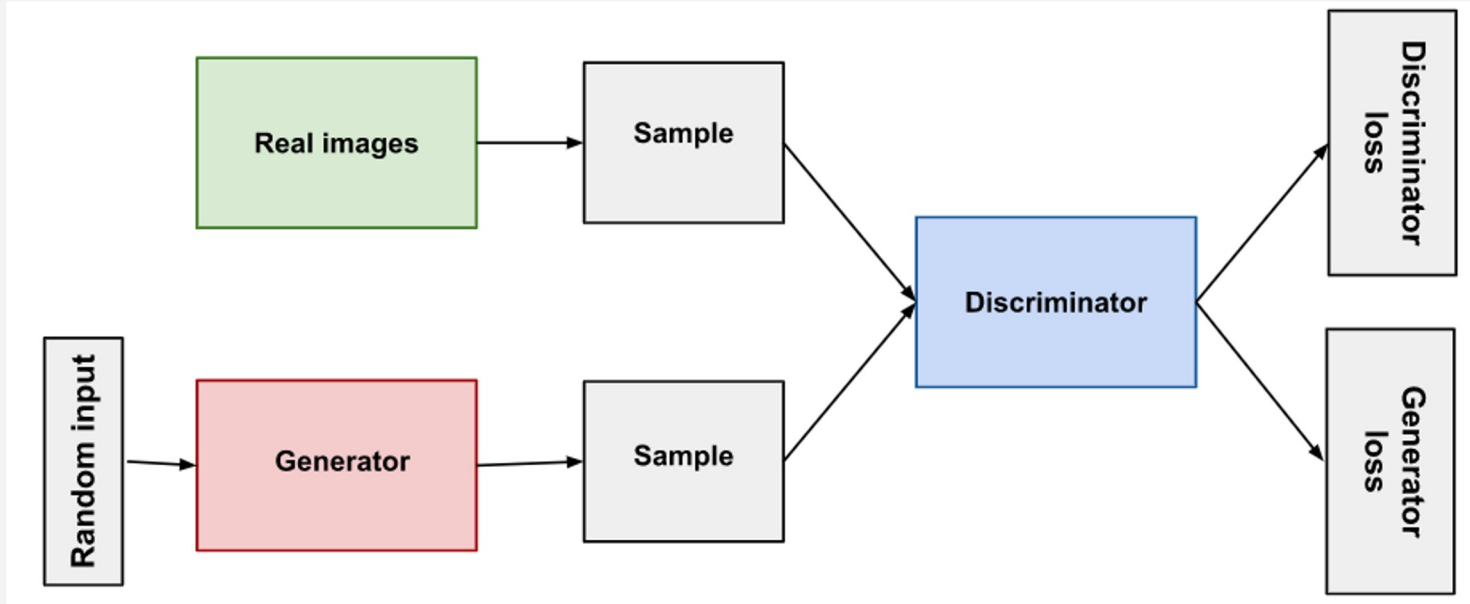 Real images
Sample
Discriminator
loss
Discriminator
Random input
Generator
Sample
Generator
loss